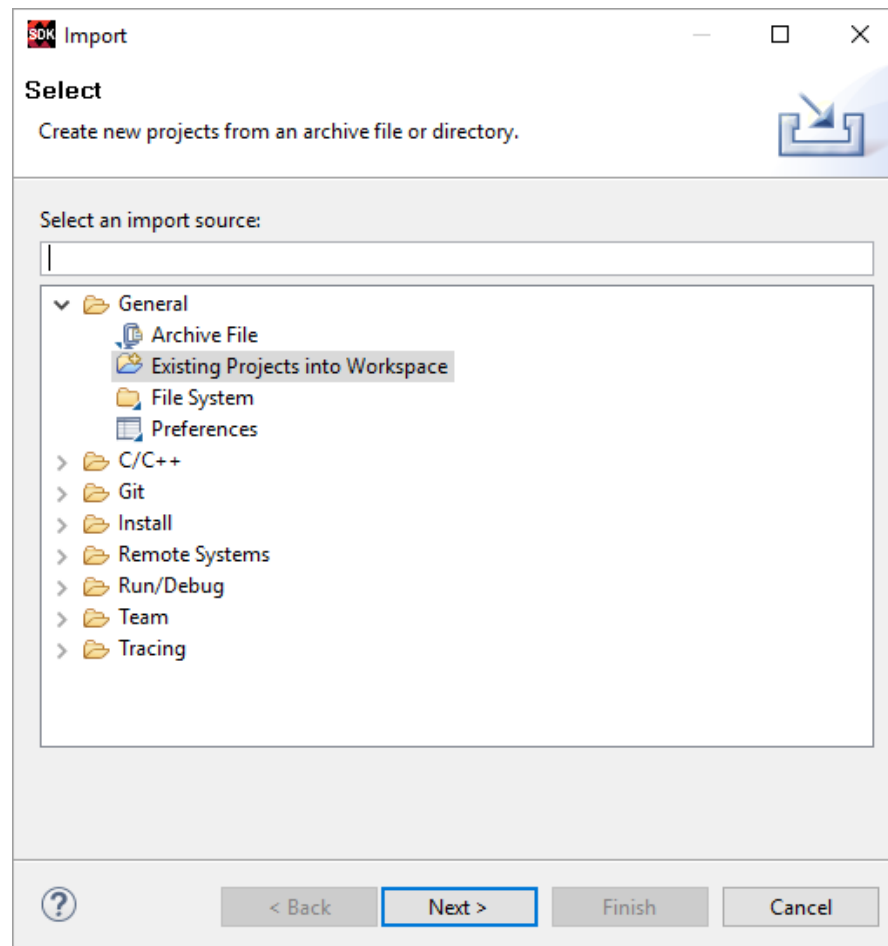 SDK Import
Select
Create new projects from an archive file or directory.
Select an import source:
General
Archive File
Existing Projects into Workspace
File System
Preferences
C/C++
Git
Install
Remote Systems
Run/Debug
Team
Tracing
? < Back Next > Finish Cancel